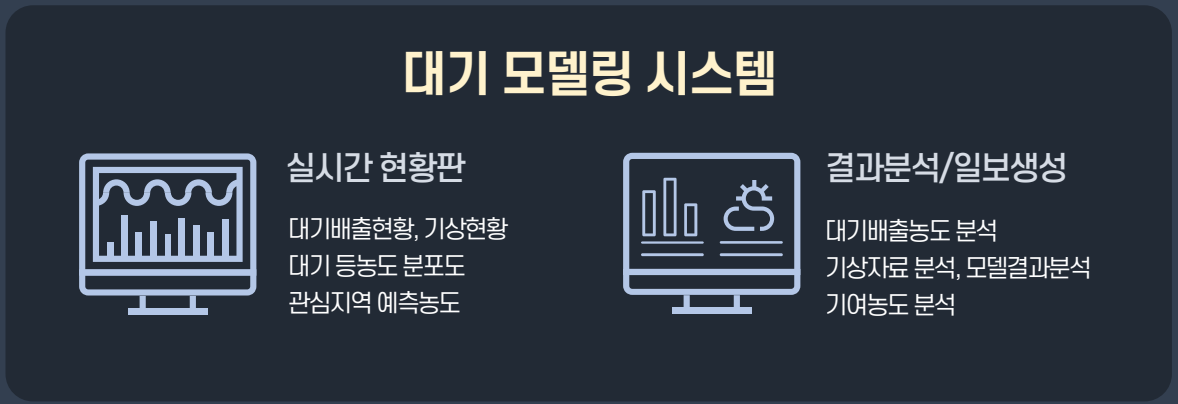 대기 모델링 시스템
실시간 현황판
대기배출현황, 기상현황
대기 등농도 분포도
관심지역 예측농도
결과분석/일보생성
대기배출농도 분석
기상자료 분석, 모델결과분석
기여농도 분석